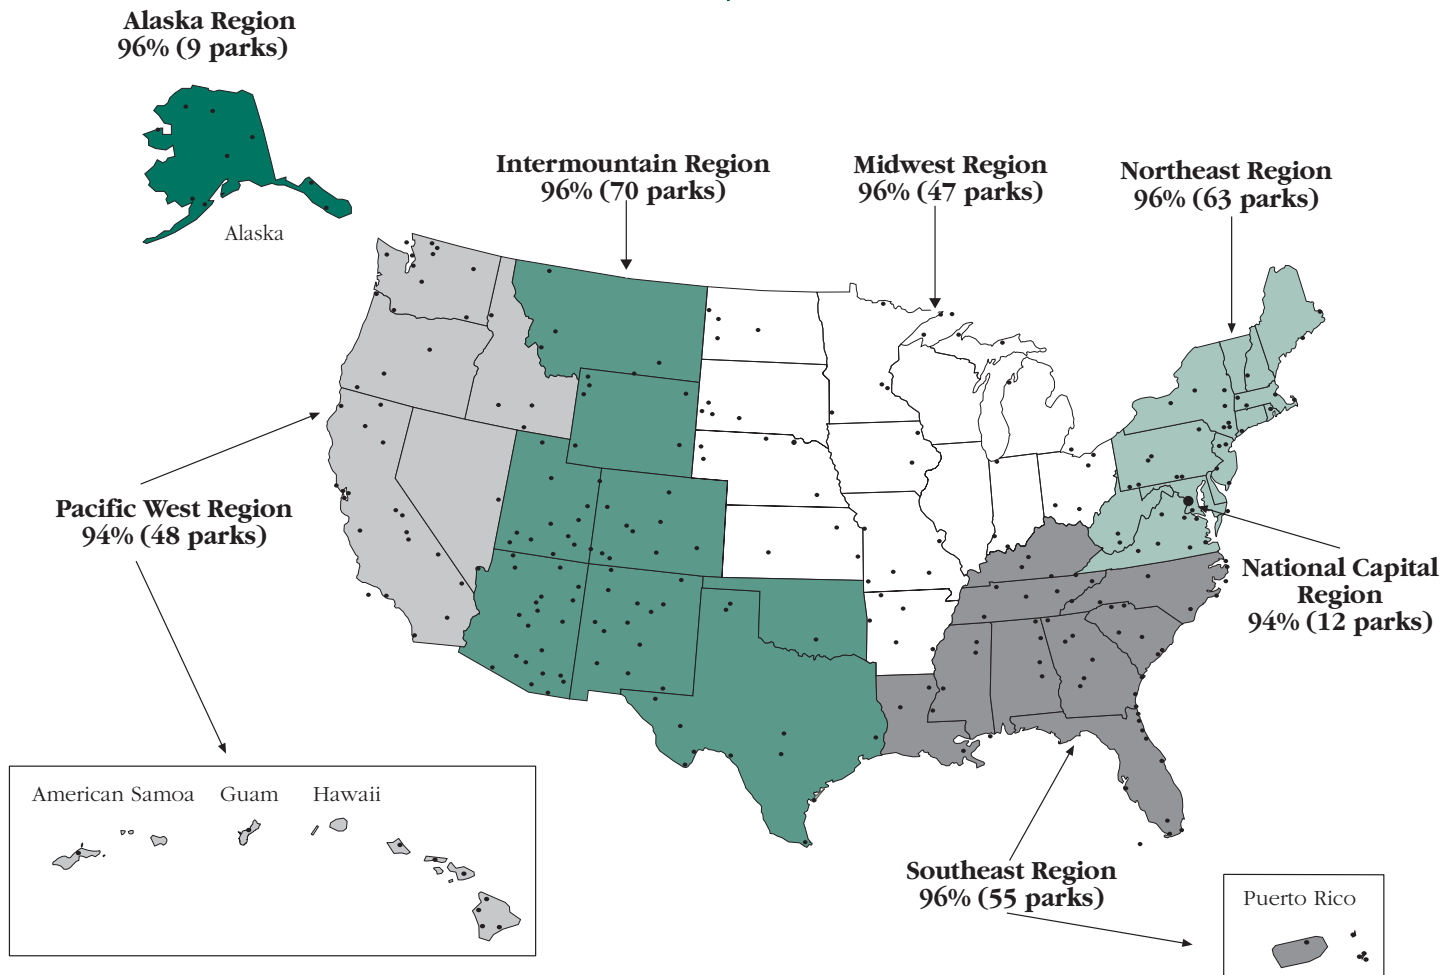 Alaska Region
96% (9 parks)
Alaska
Intermountain Region
96% (70 parks)
Midwest Region
96% (47 parks)
Northeast Region
96% (63 parks)
Pacific West Region
94% (48 parks)
National Capital
Region
94% (12 parks)
American Samoa
Guam
Hawaii
Southeast Region
96% (55 parks)
Puerto Rico